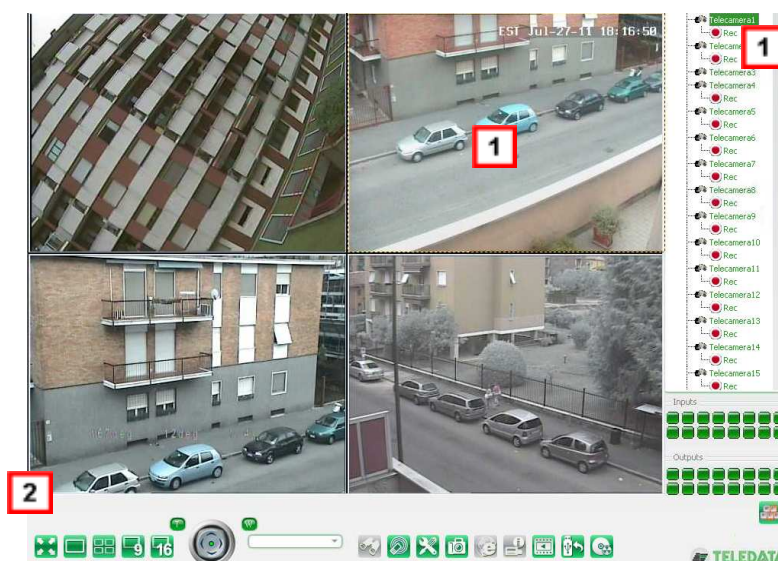 EST Jul-27-11 18:16:50
1
Telecamera1
Rec
1
Rec
Telecamera3
Telecamera4
Rec
Telecamera5
Rec
Telecamera6
Rec
Telecamera7
Rec
Telecamera8
Rec
Telecamera9
Rec
Telecamera10
Rec
Telecamera11
Rec
Telecamera12
Rec
Telecamera13
Rec
Telecamera14
Rec
Telecamera15
Rec
Inputs
Outputs
2
9
16
TELEDATA